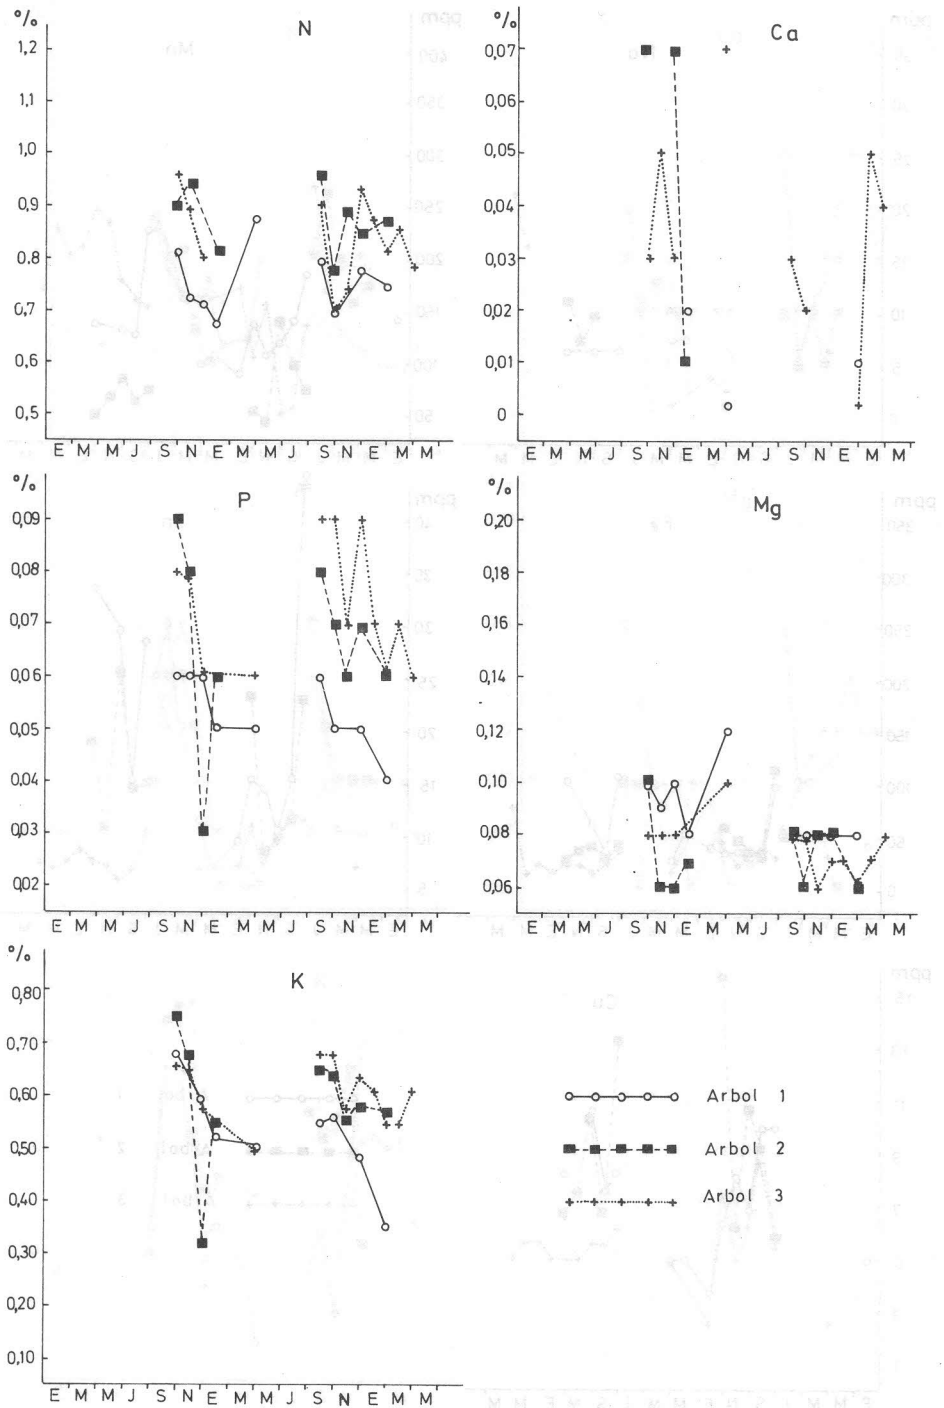 °/o
N
1,2
1,1
1,0
0,9
0,8
0,7
0,6
0,5
E M M J S N E M M J S N E M M
°/o
Ca
0,07
0,06
0,05
0,04
0,03
0,02
0,01
0
E M M J S N E M M J S N E M M
°/o
P
0,09
0,08
0,07
0,06
0,05
0,04
0,03
0,02
E M M J S N E M M J S N E M M
°/o
Mg
0,20
0,18
0,16
0,14
0,12
0,10
0,08
0,06
E M M J S N E M M J S N E M M
°/o
K
0,80
0,70
0,60
0,50
0,40
0,30
0,20
0,10
E M M J S N E M M J S N E M M
Arbol 1
Arbol 2
Arbol 3